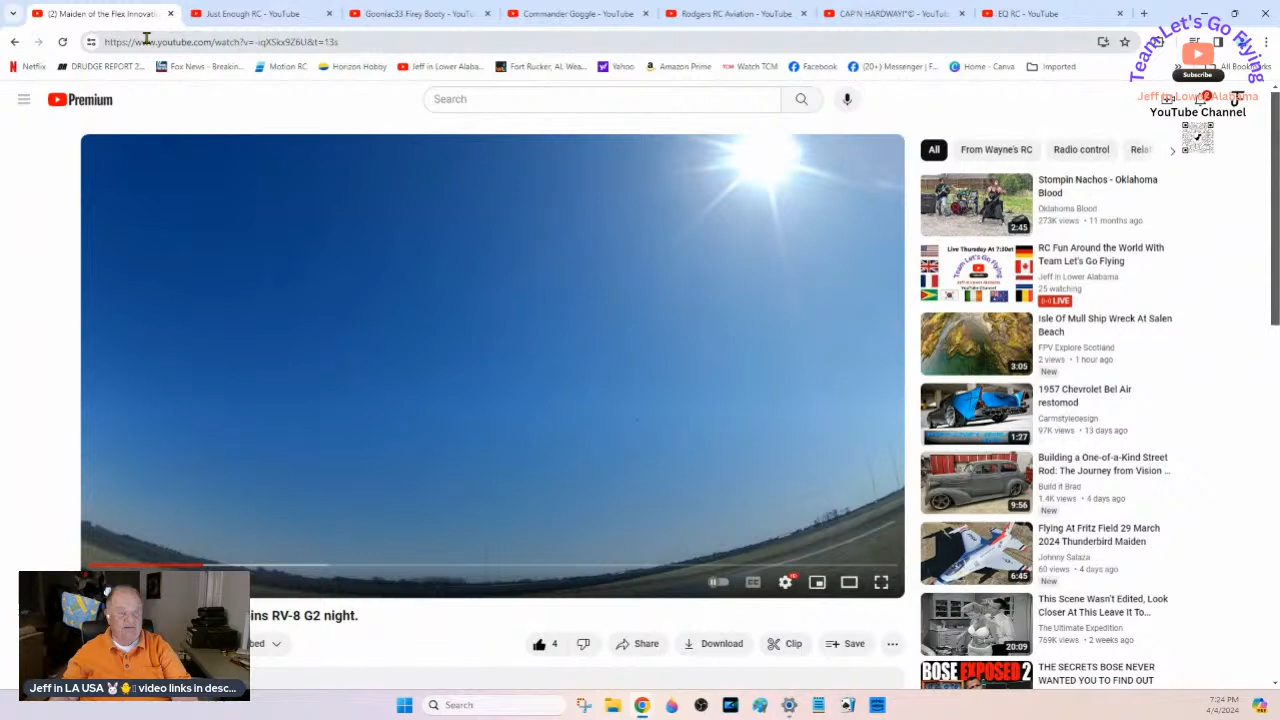 (2) Maiden of the
Just Enough RC - YouTube
Gooniac33 Finey Booty - YouTu
Commander Goggle - YouTube
Rodgers RC Aviation - YouTube
CAP'N HARDWAY! - YouTube
EQ RC - YouTube
Netflix
DRUDGE REPORT 2...
Fox News - Breakin...
Motion RC
Horizon Hobby
Jeff in Lower Alaba...
Fort Rucker, AL Wea...
Yahoo
Amazon Prime
Watch TCM
Facebook
(20+) Messenger | F...
Home - Canva
Imported
All Bookmarks
Team Let's Go Flying
Subscribe
Jeff In Lower Alabama
YouTube Channel
Premium
Search
All
From Wayne's RC
Radio control
Relat
Stompin Nachos - Oklahoma
Blood
Oklahoma Blood
273K views • 11 months ago
2:45
Live Thursday At 7:30et
RC Fun Around the World With
Team Let's Go Flying
Jeff in Lower Alabama
25 watching
LIVE
Isle Of Mull Ship Wreck At Salen
Beach
FPV Explore Scotland
2 views • 1 hour ago
New
3:05
1957 Chevrolet Bel Air
restomod
Carmstyledesign
97K views • 13 days ago
1:27
Building a One-of-a-Kind Street
Rod: The Journey from Vision ...
Build it Brad
1.4K views • 4 days ago
New
9:56
Flying At Fritz Field 29 March
2024 Thunderbird Maiden
Johnny Salaza
60 views • 4 days ago
New
6:45
This Scene Wasn't Edited, Look
Closer At This Leave It To...
The Ultimate Expedition
769K views • 2 weeks ago
20:09
BOSE EXPOSED 2
THE SECRETS BOSE NEVER
WANTED YOU TO FIND OUT
ins RV-8 G2 night.
bed
4
Share
Download
Clip
Save
Jeff in LA USA video links in desc...
Search
7:24 PM
4/4/2024